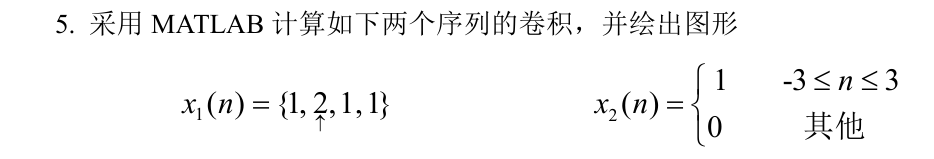 5. 采用 MATLAB 计算如下两个序列的卷积，并绘出图形
x₁(n) = {1, 2, 1, 1} x₂(n) = { 1 -3 ≤ n ≤ 3
↑ 0 其他